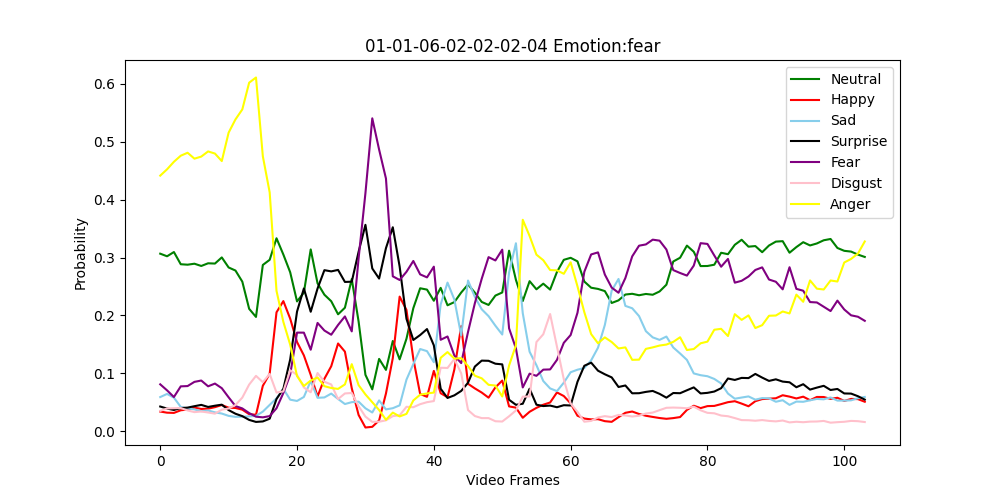 01-01-06-02-02-02-04 Emotion:fear
Probability
0.6
0.5
0.4
0.3
0.2
0.1
0.0
0 20 40 60 80 100
Video Frames
Neutral
Happy
Sad
Surprise
Fear
Disgust
Anger